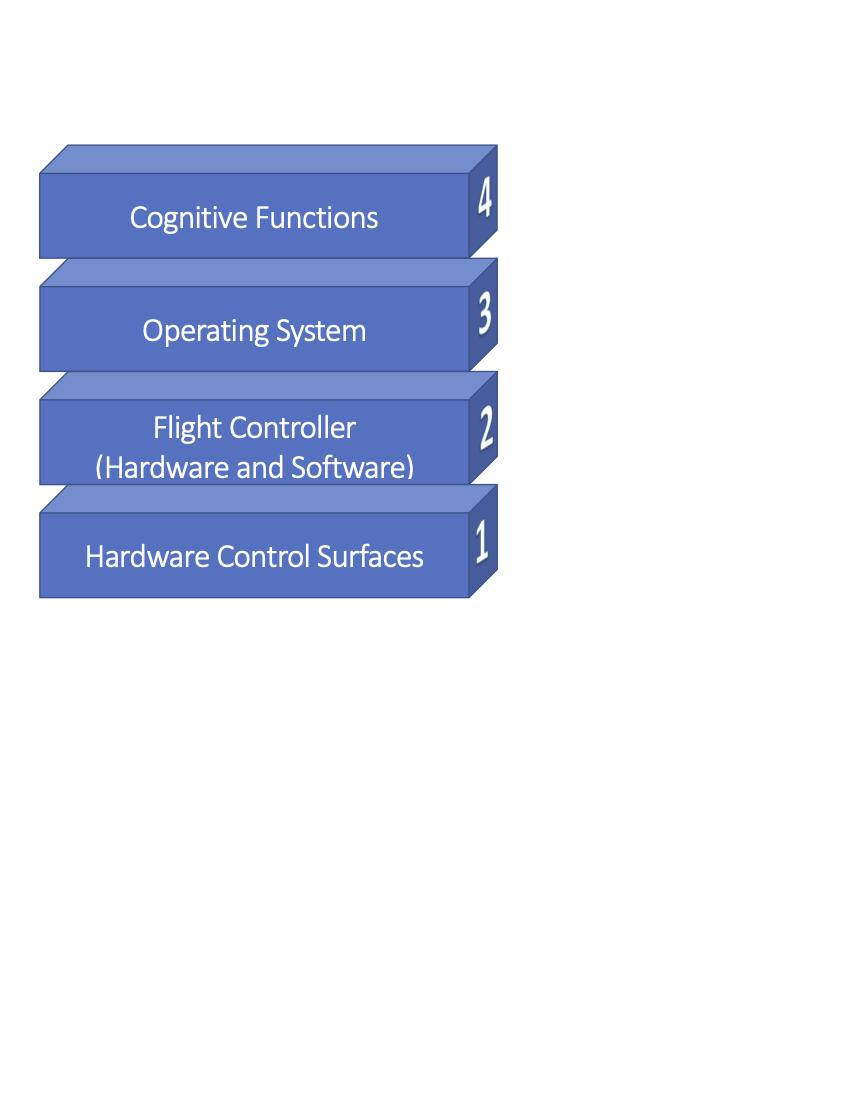 Cognitive Functions
4
Operating System
3
Flight Controller
(Hardware and Software)
2
Hardware Control Surfaces
1